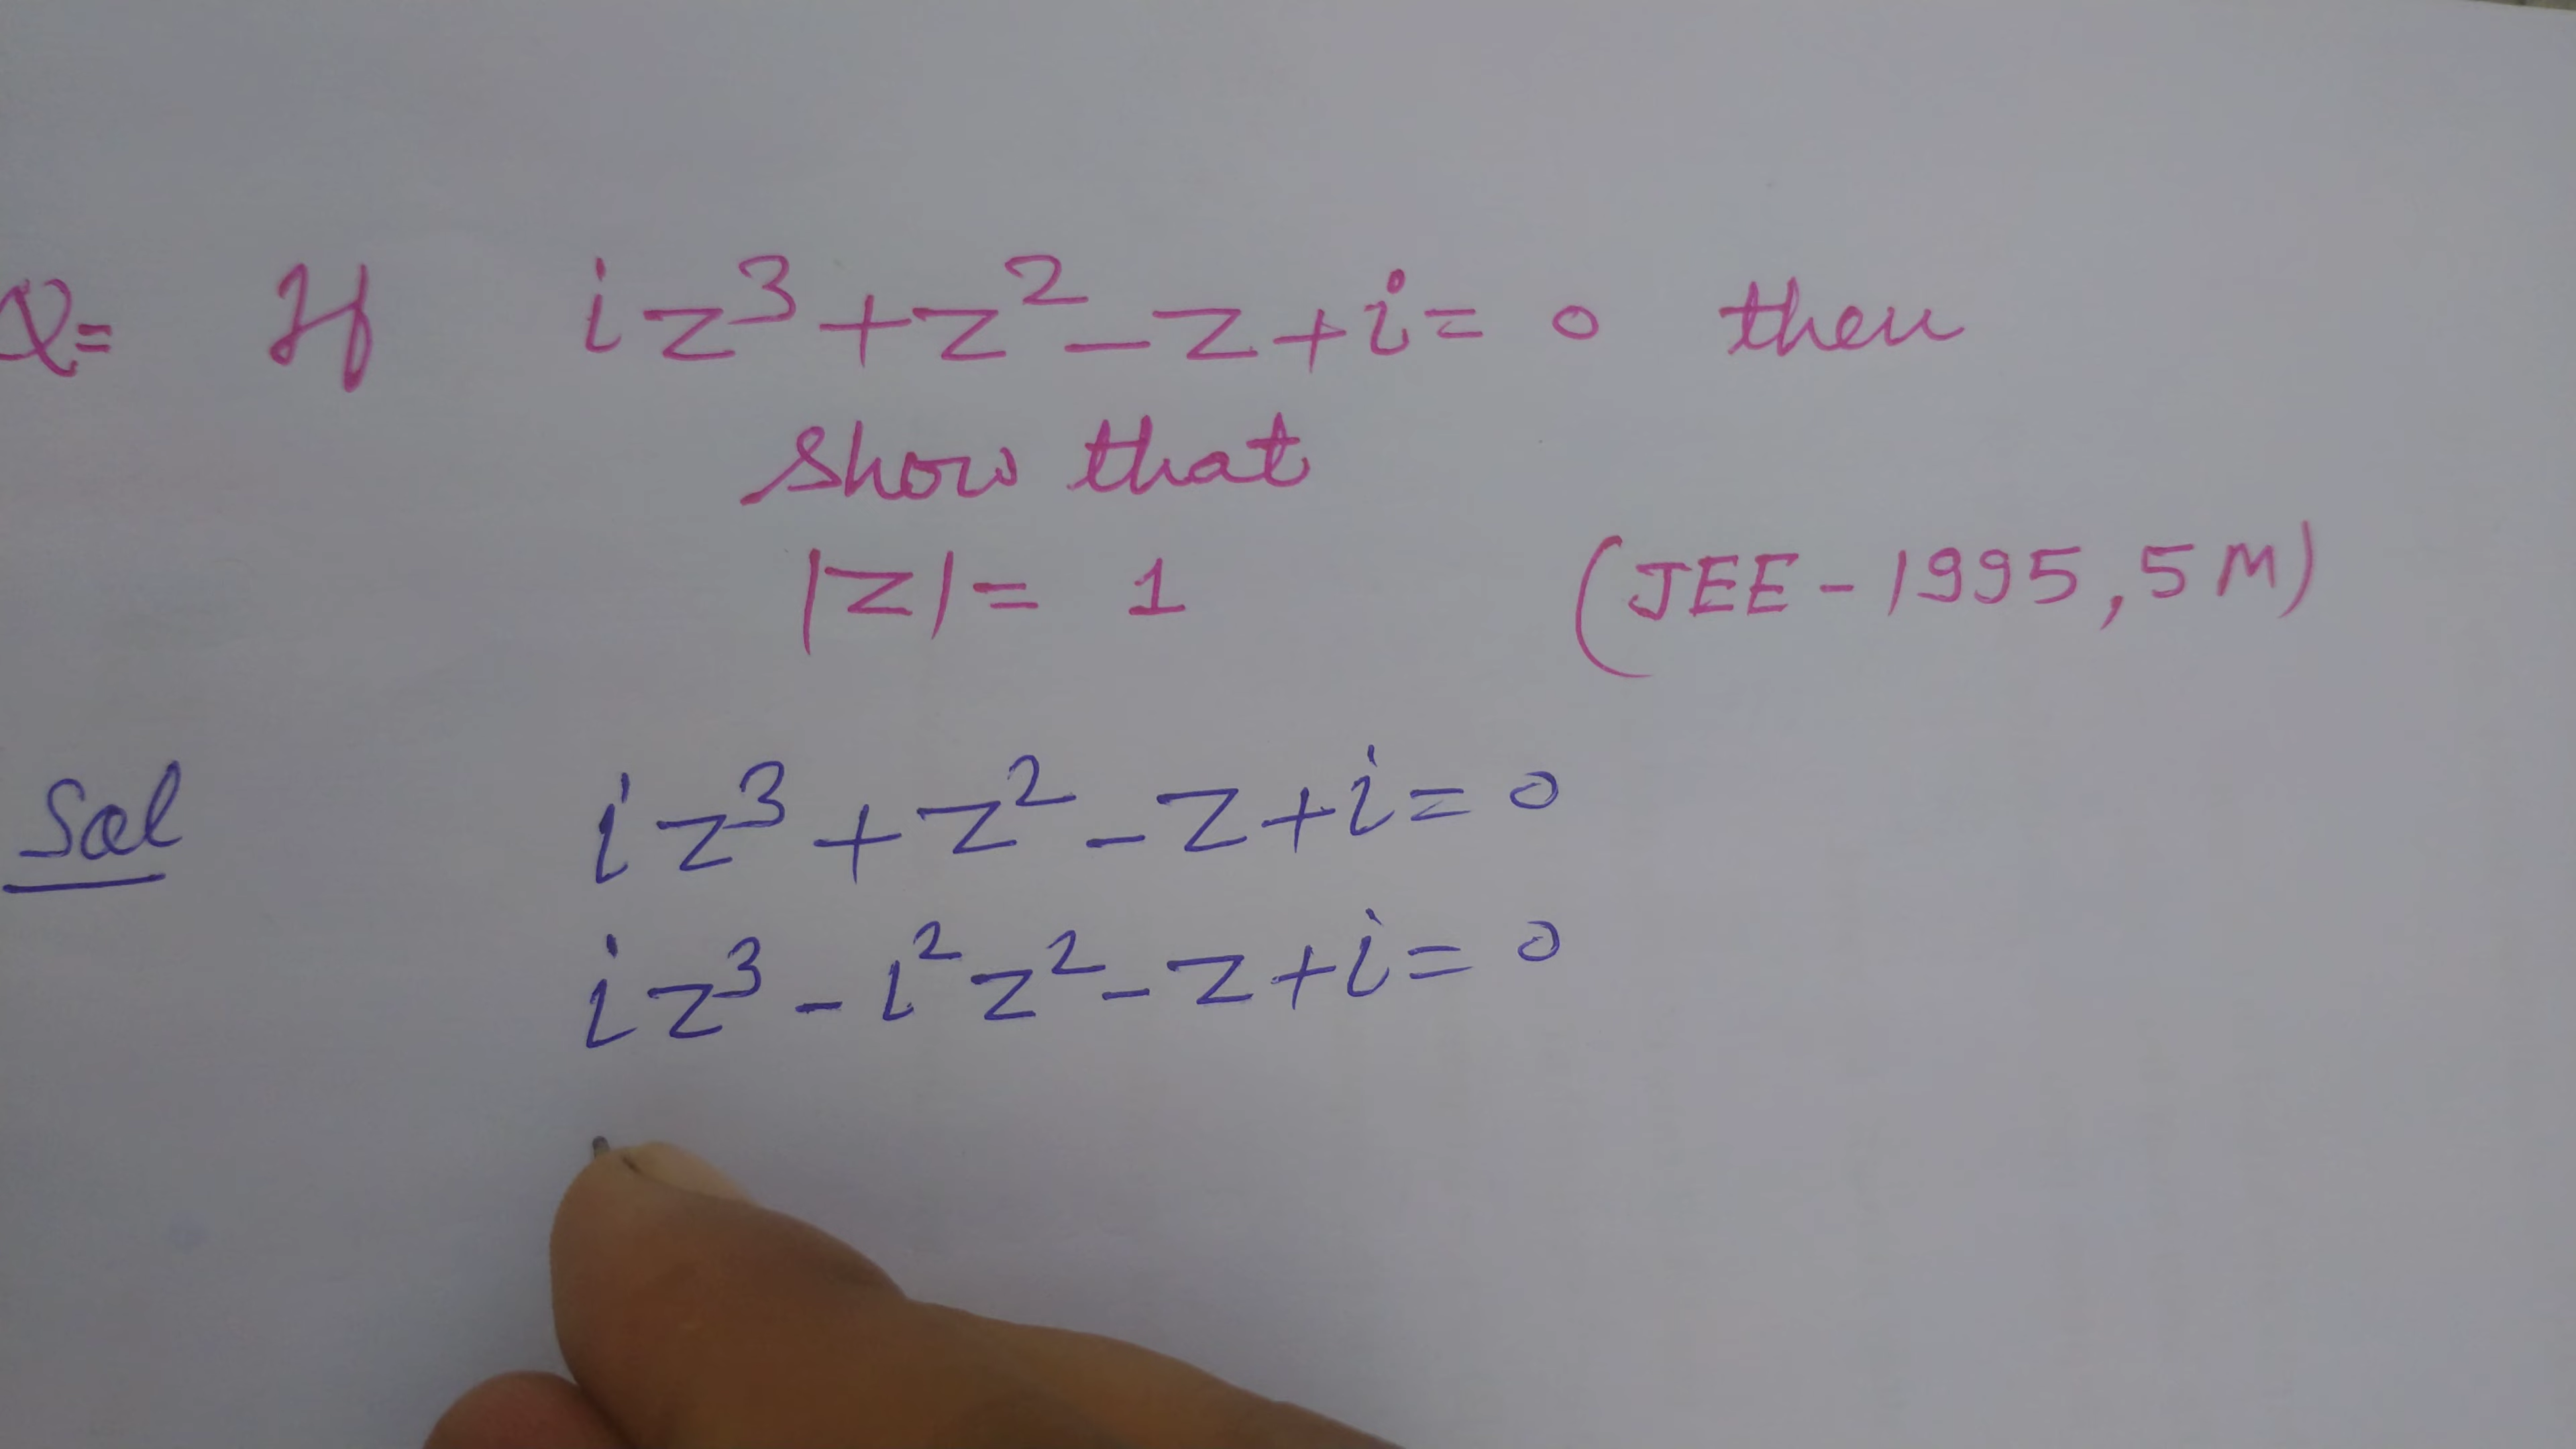 Q= If iz³+z²-z+i= 0 then
show that
|z|= 1 (JEE-1995,5M)
Sol iz³+z²-z+i= 0
iz³-i²z²-z+i= 0